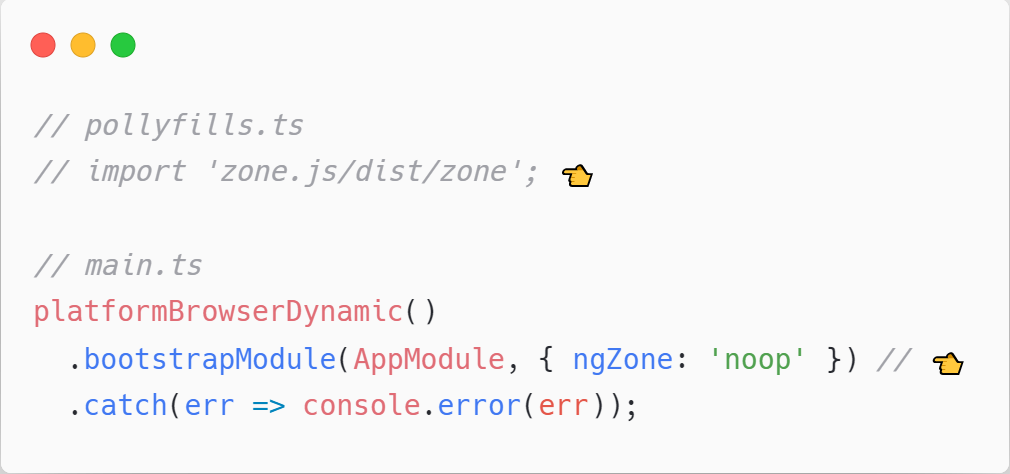 // pollyfills.ts
// import 'zone.js/dist/zone'; 👈
// main.ts
platformBrowserDynamic()
.bootstrapModule(AppModule, { ngZone: 'noop' }) // 👈
.catch(err => console.error(err));